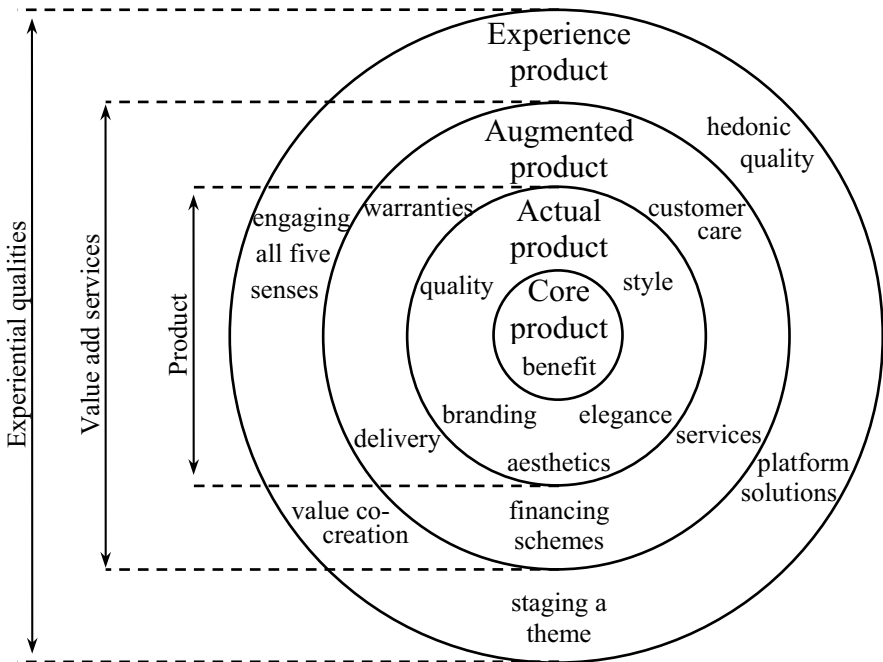 Experience
product
hedonic
quality
Augmented
product
warranties
customer
care
engaging
all five
senses
Actual
product
quality
style
Core
product
benefit
branding
elegance
aesthetics
delivery
services
financing
schemes
platform
solutions
value co-
creation
staging a
theme
Experiential qualities
Value add services
Product